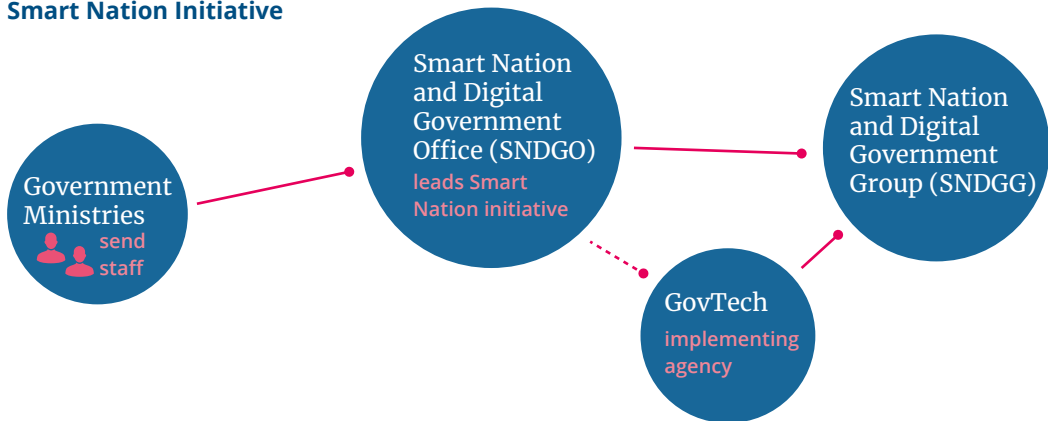 Smart Nation Initiative
Government
Ministries
send
staff
Smart Nation
and Digital
Government
Office (SNDGO)
leads Smart
Nation initiative
GovTech
implementing
agency
Smart Nation
and Digital
Government
Group (SNDGG)